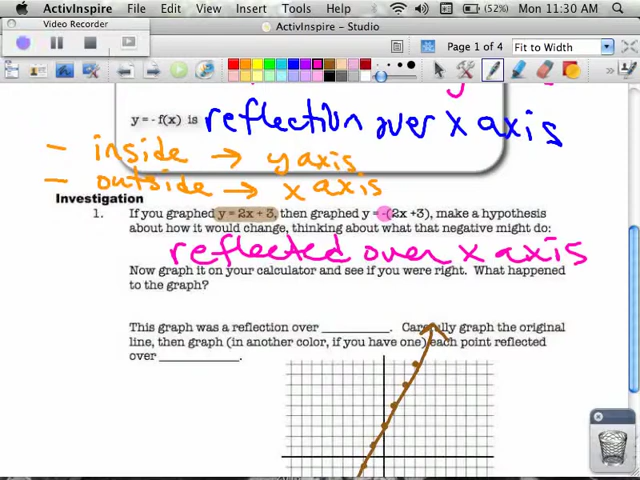 ActivInspire File Edit View Insert Tools Help (52%) Mon 11:30 AM
Video Recorder
ActivInspire - Studio
Page 1 of 4 Fit to Width
y = - f(x) is reflection over x axis
- inside → y axis
- outside → x axis
Investigation
1. If you graphed y = 2x + 3, then graphed y = -(2x +3), make a hypothesis
about how it would change, thinking about what that negative might do:
reflected over x axis
Now graph it on your calculator and see if you were right. What happened
to the graph?
This graph was a reflection over __________. Carefully graph the original
line, then graph (in another color, if you have one) each point reflected
over ____________.